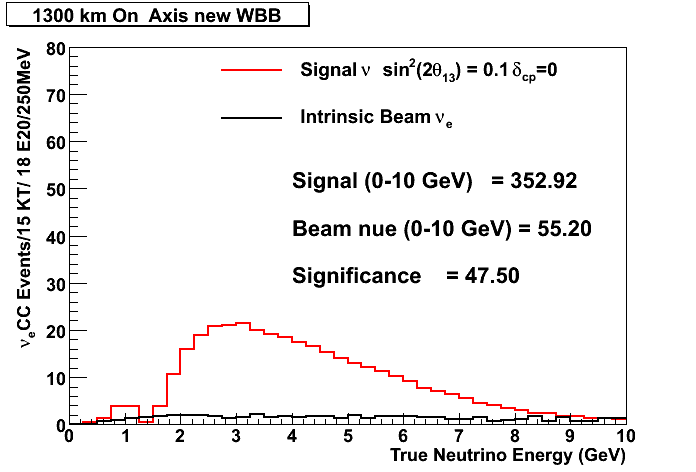 1300 km On Axis new WBB
80
70
60
50
40
30
20
10
0
ν_e CC Events/15 KT/ 18 E20/250MeV
Signal ν sin²(2θ₁₃) = 0.1 δ_cp=0
Intrinsic Beam ν_e
Signal (0-10 GeV) = 352.92
Beam nue (0-10 GeV) = 55.20
Significance = 47.50
0 1 2 3 4 5 6 7 8 9 10
True Neutrino Energy (GeV)